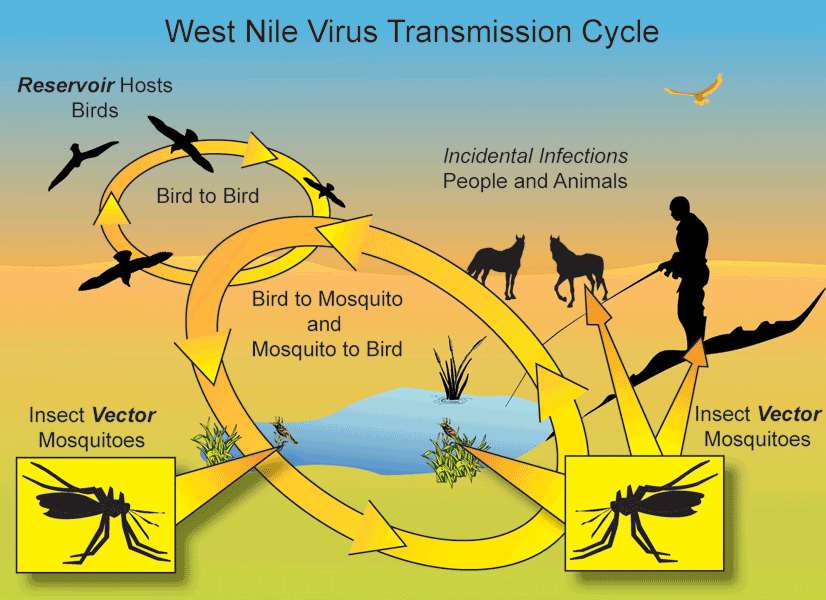 West Nile Virus Transmission Cycle
Reservoir Hosts
Birds
Incidental Infections
People and Animals
Bird to Bird
Bird to Mosquito
and
Mosquito to Bird
Insect Vector
Mosquitoes
Insect Vector
Mosquitoes